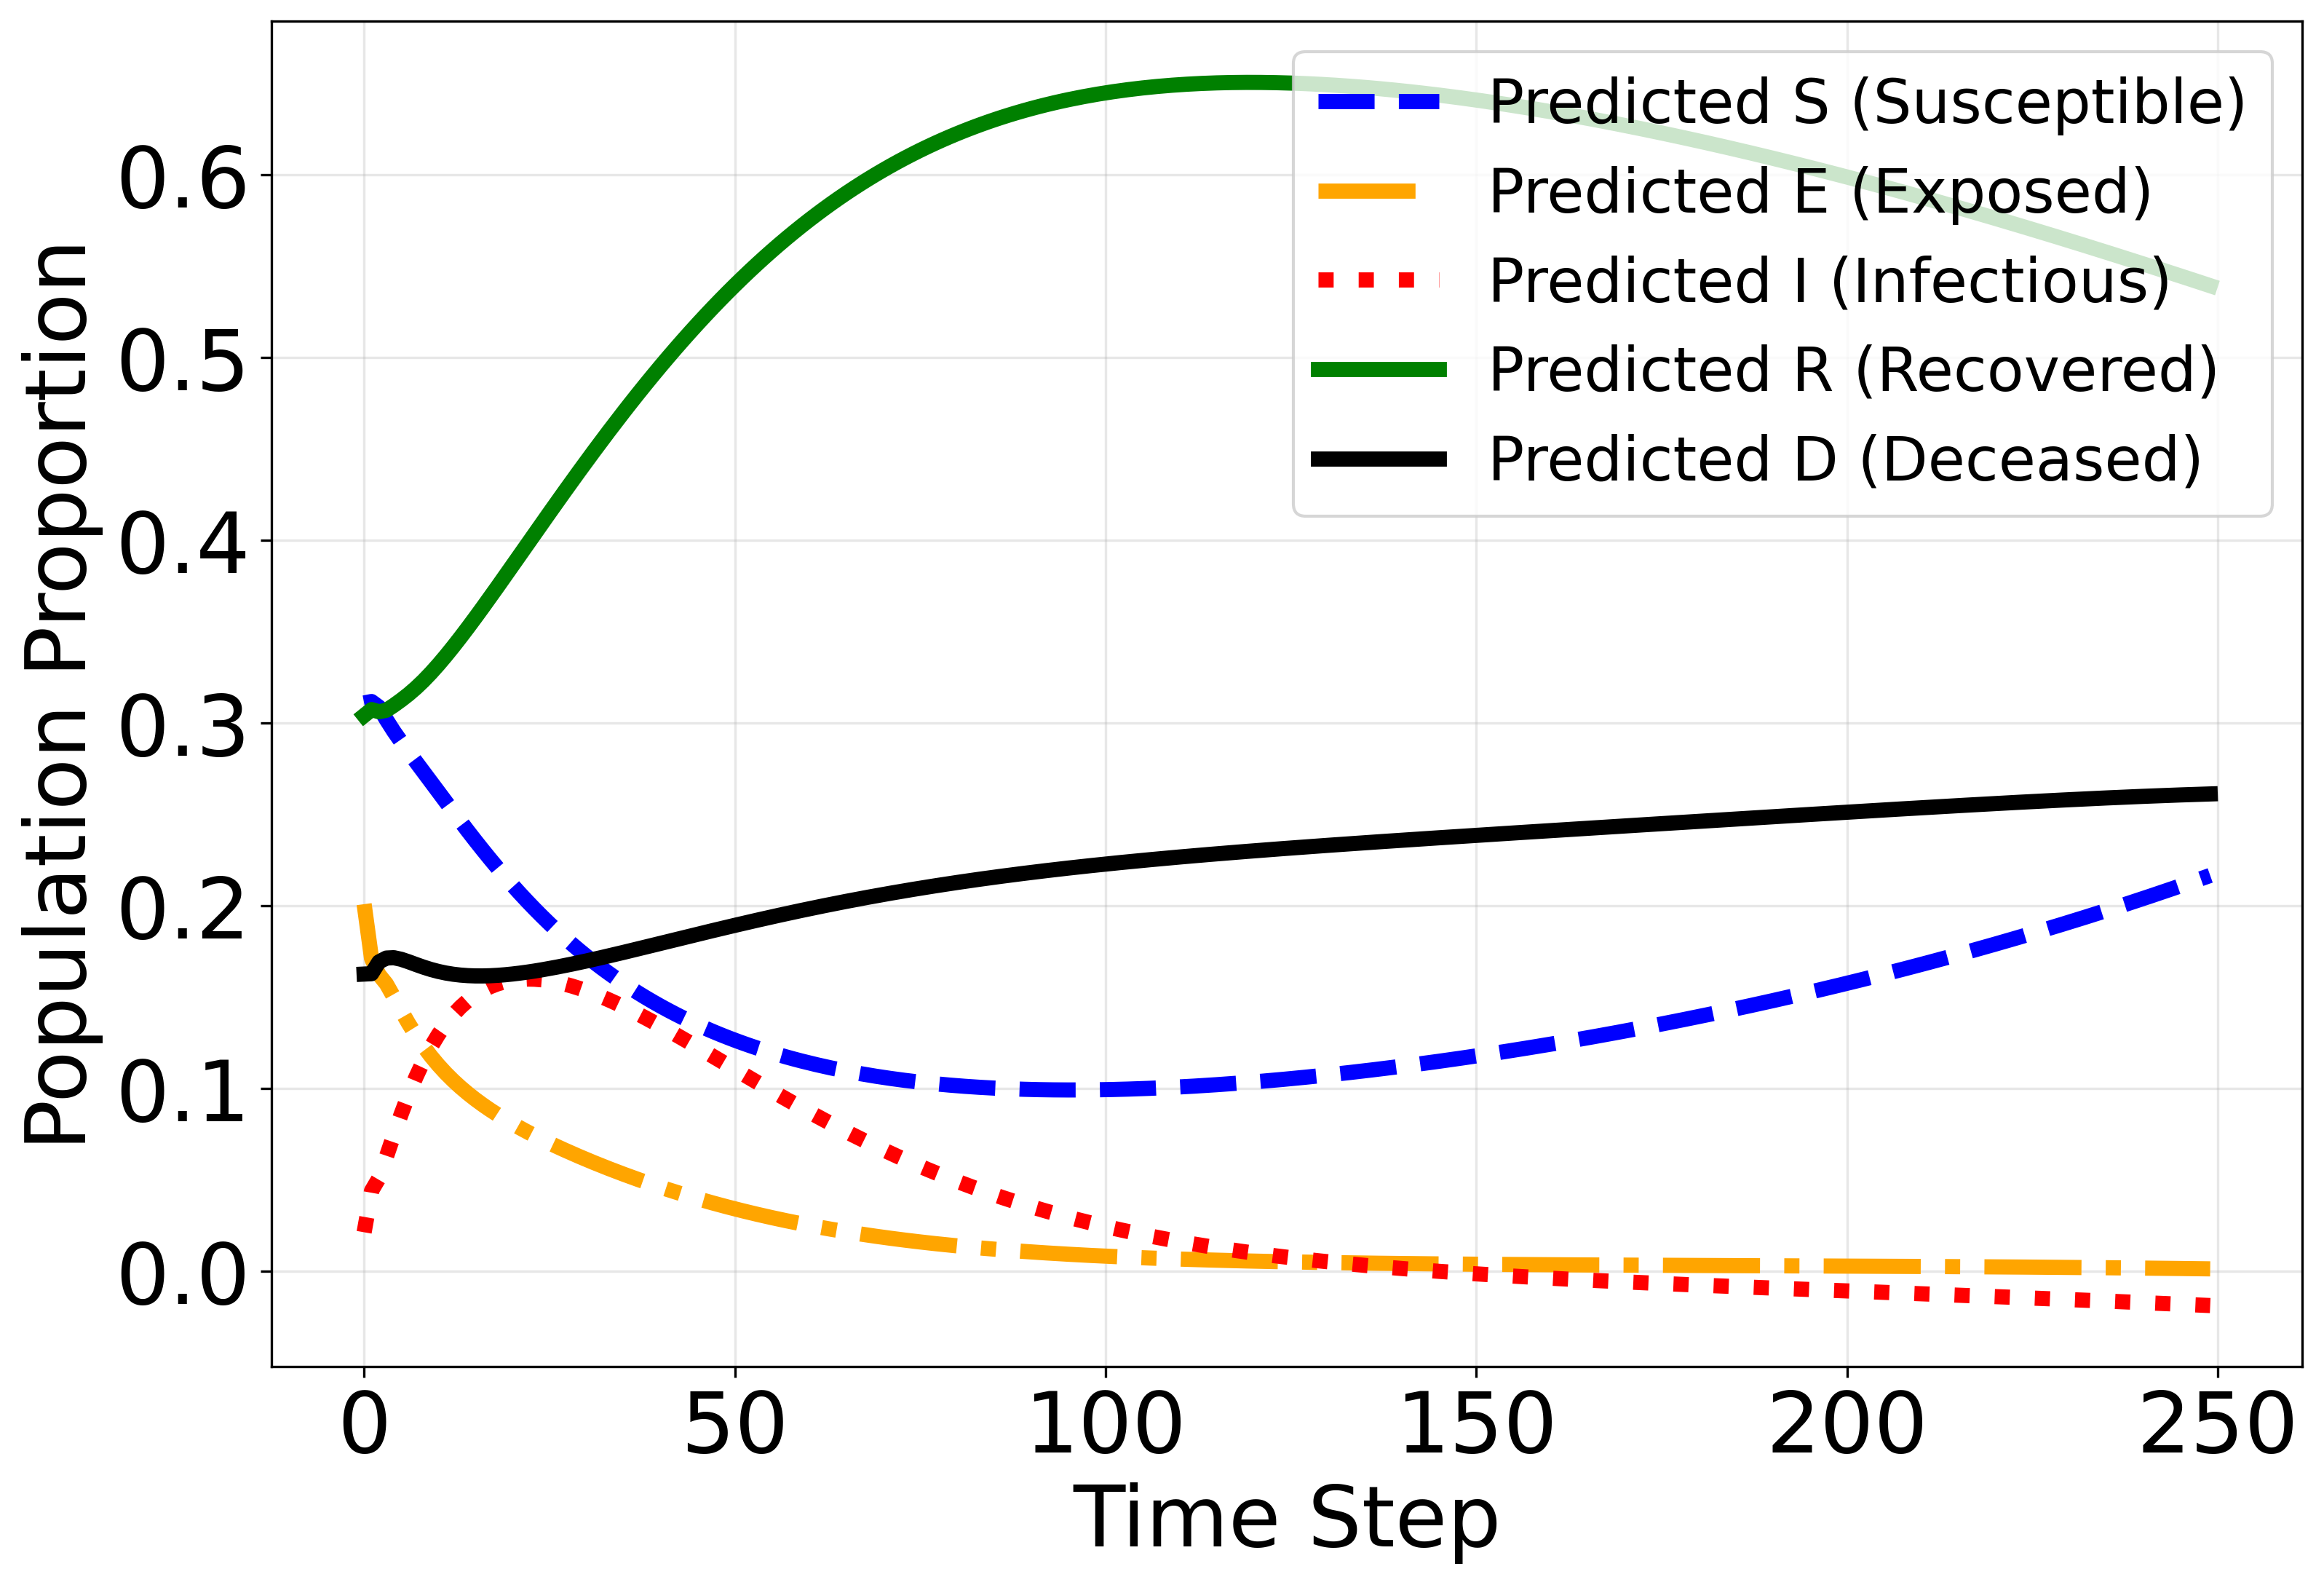 Population Proportion
0.6
0.5
0.4
0.3
0.2
0.1
0.0
Predicted S (Susceptible)
Predicted E (Exposed)
Predicted I (Infectious)
Predicted R (Recovered)
Predicted D (Deceased)
0 50 100 150 200 250
Time Step